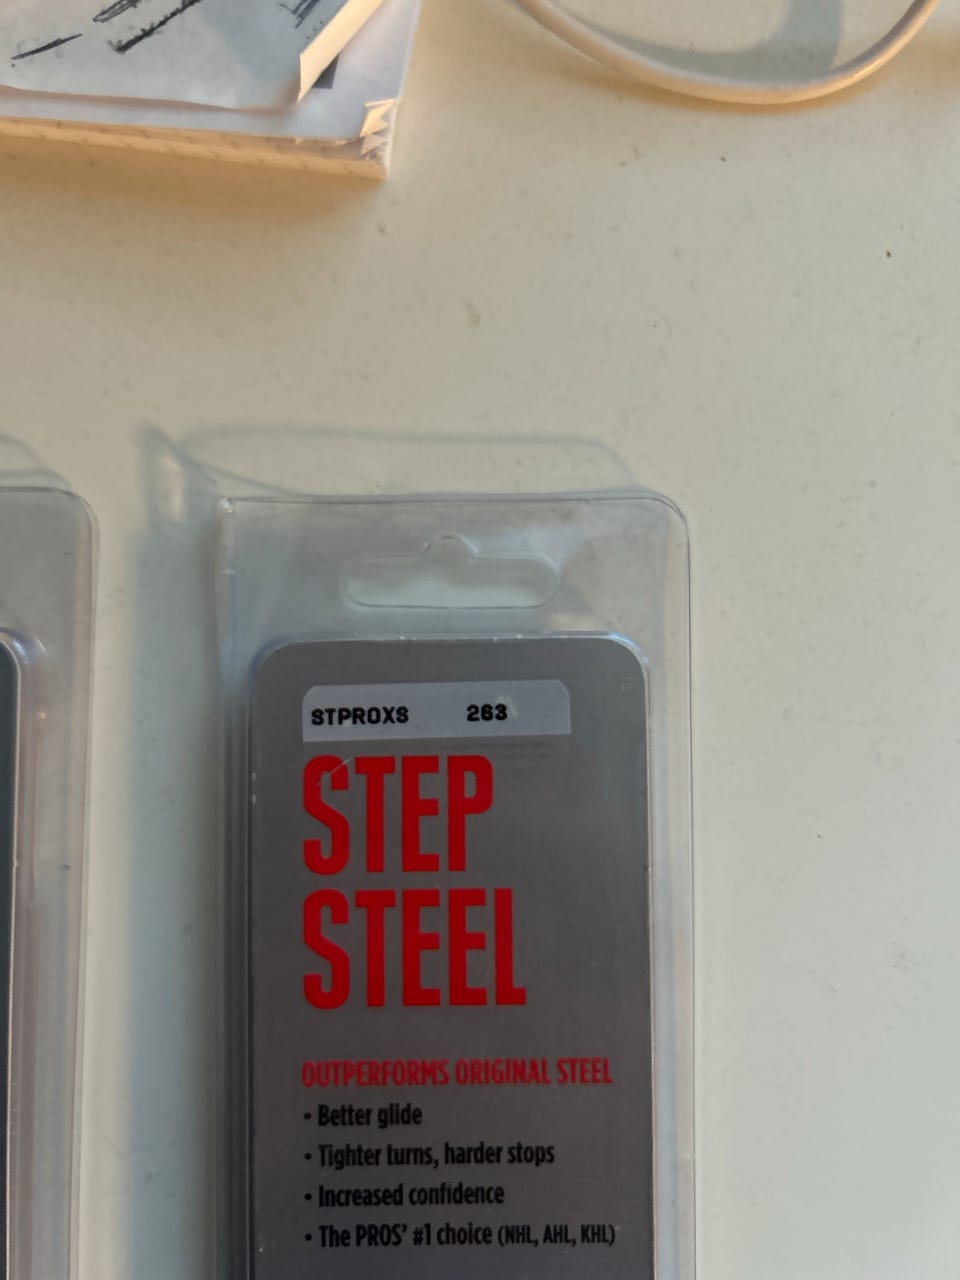 STPROXS 263
STEP
STEEL
OUTPERFORMS ORIGINAL STEEL
• Better glide
• Tighter turns, harder stops
• Increased confidence
• The PROS' #1 choice (NHL, AHL, KHL)